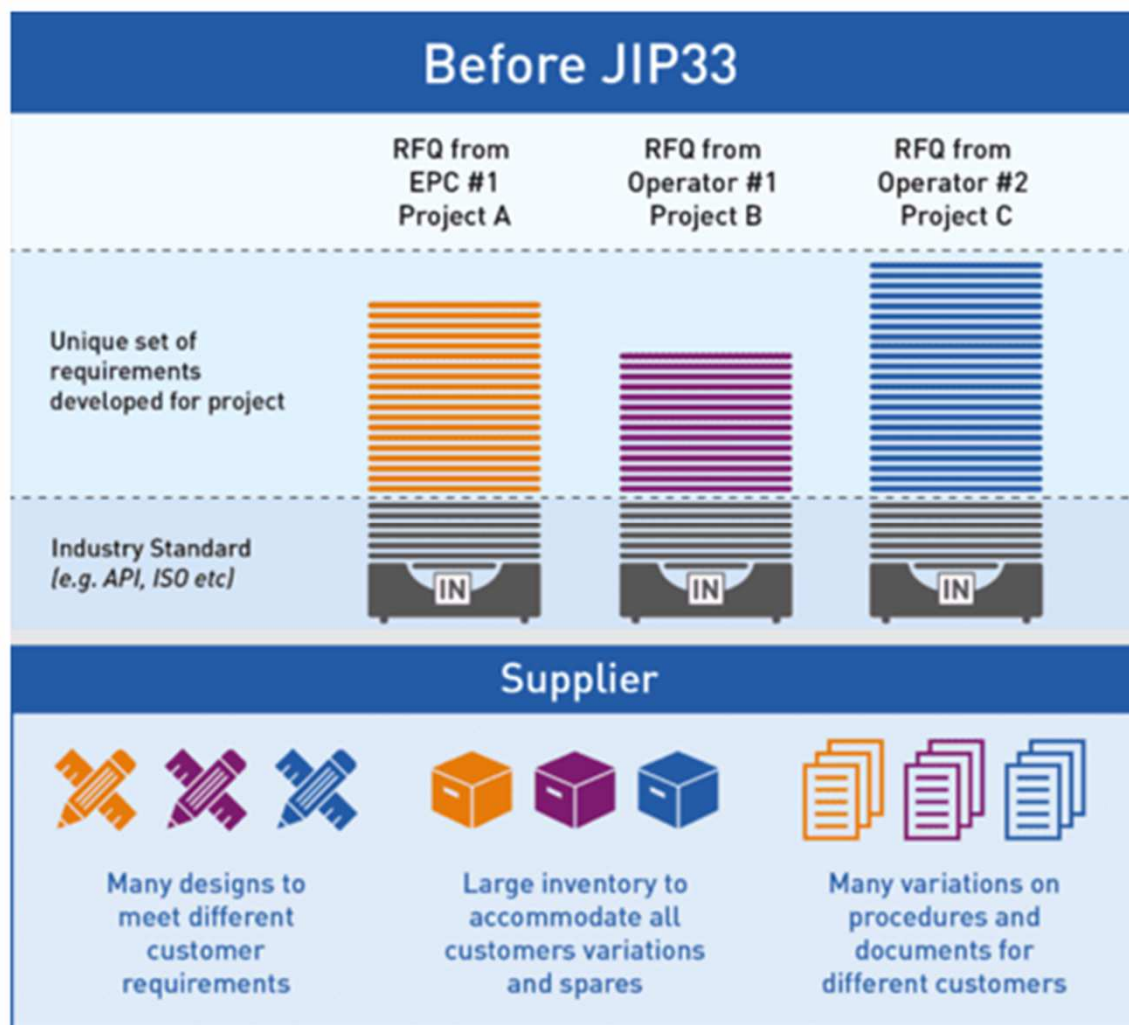 Before JIP33
RFQ from
EPC #1
Project A
RFQ from
Operator #1
Project B
RFQ from
Operator #2
Project C
Unique set of
requirements
developed for project
Industry Standard
(e.g. API, ISO etc)
IN
IN
IN
Supplier
Many designs to
meet different
customer
requirements
Large inventory to
accommodate all
customers variations
and spares
Many variations on
procedures and
documents for
different customers